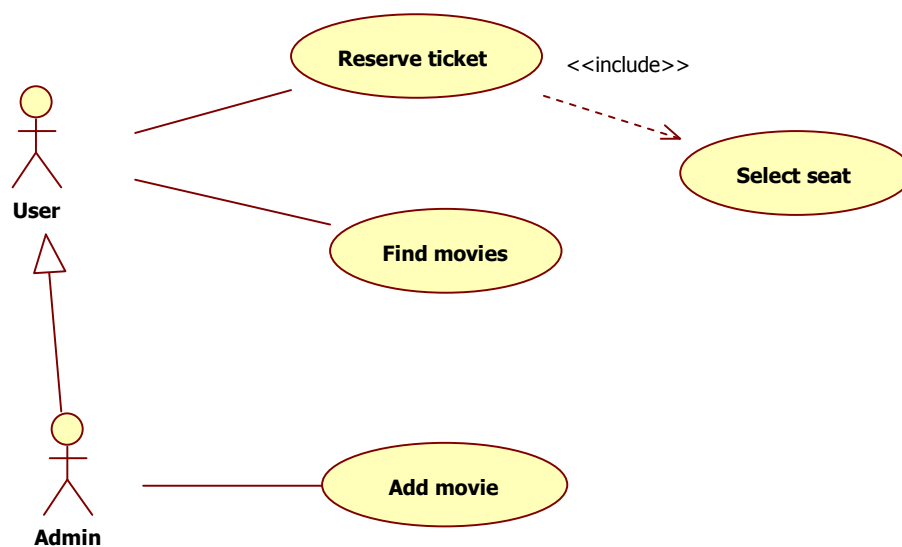 Reserve ticket
<<include>>
Select seat
User
Find movies
Add movie
Admin